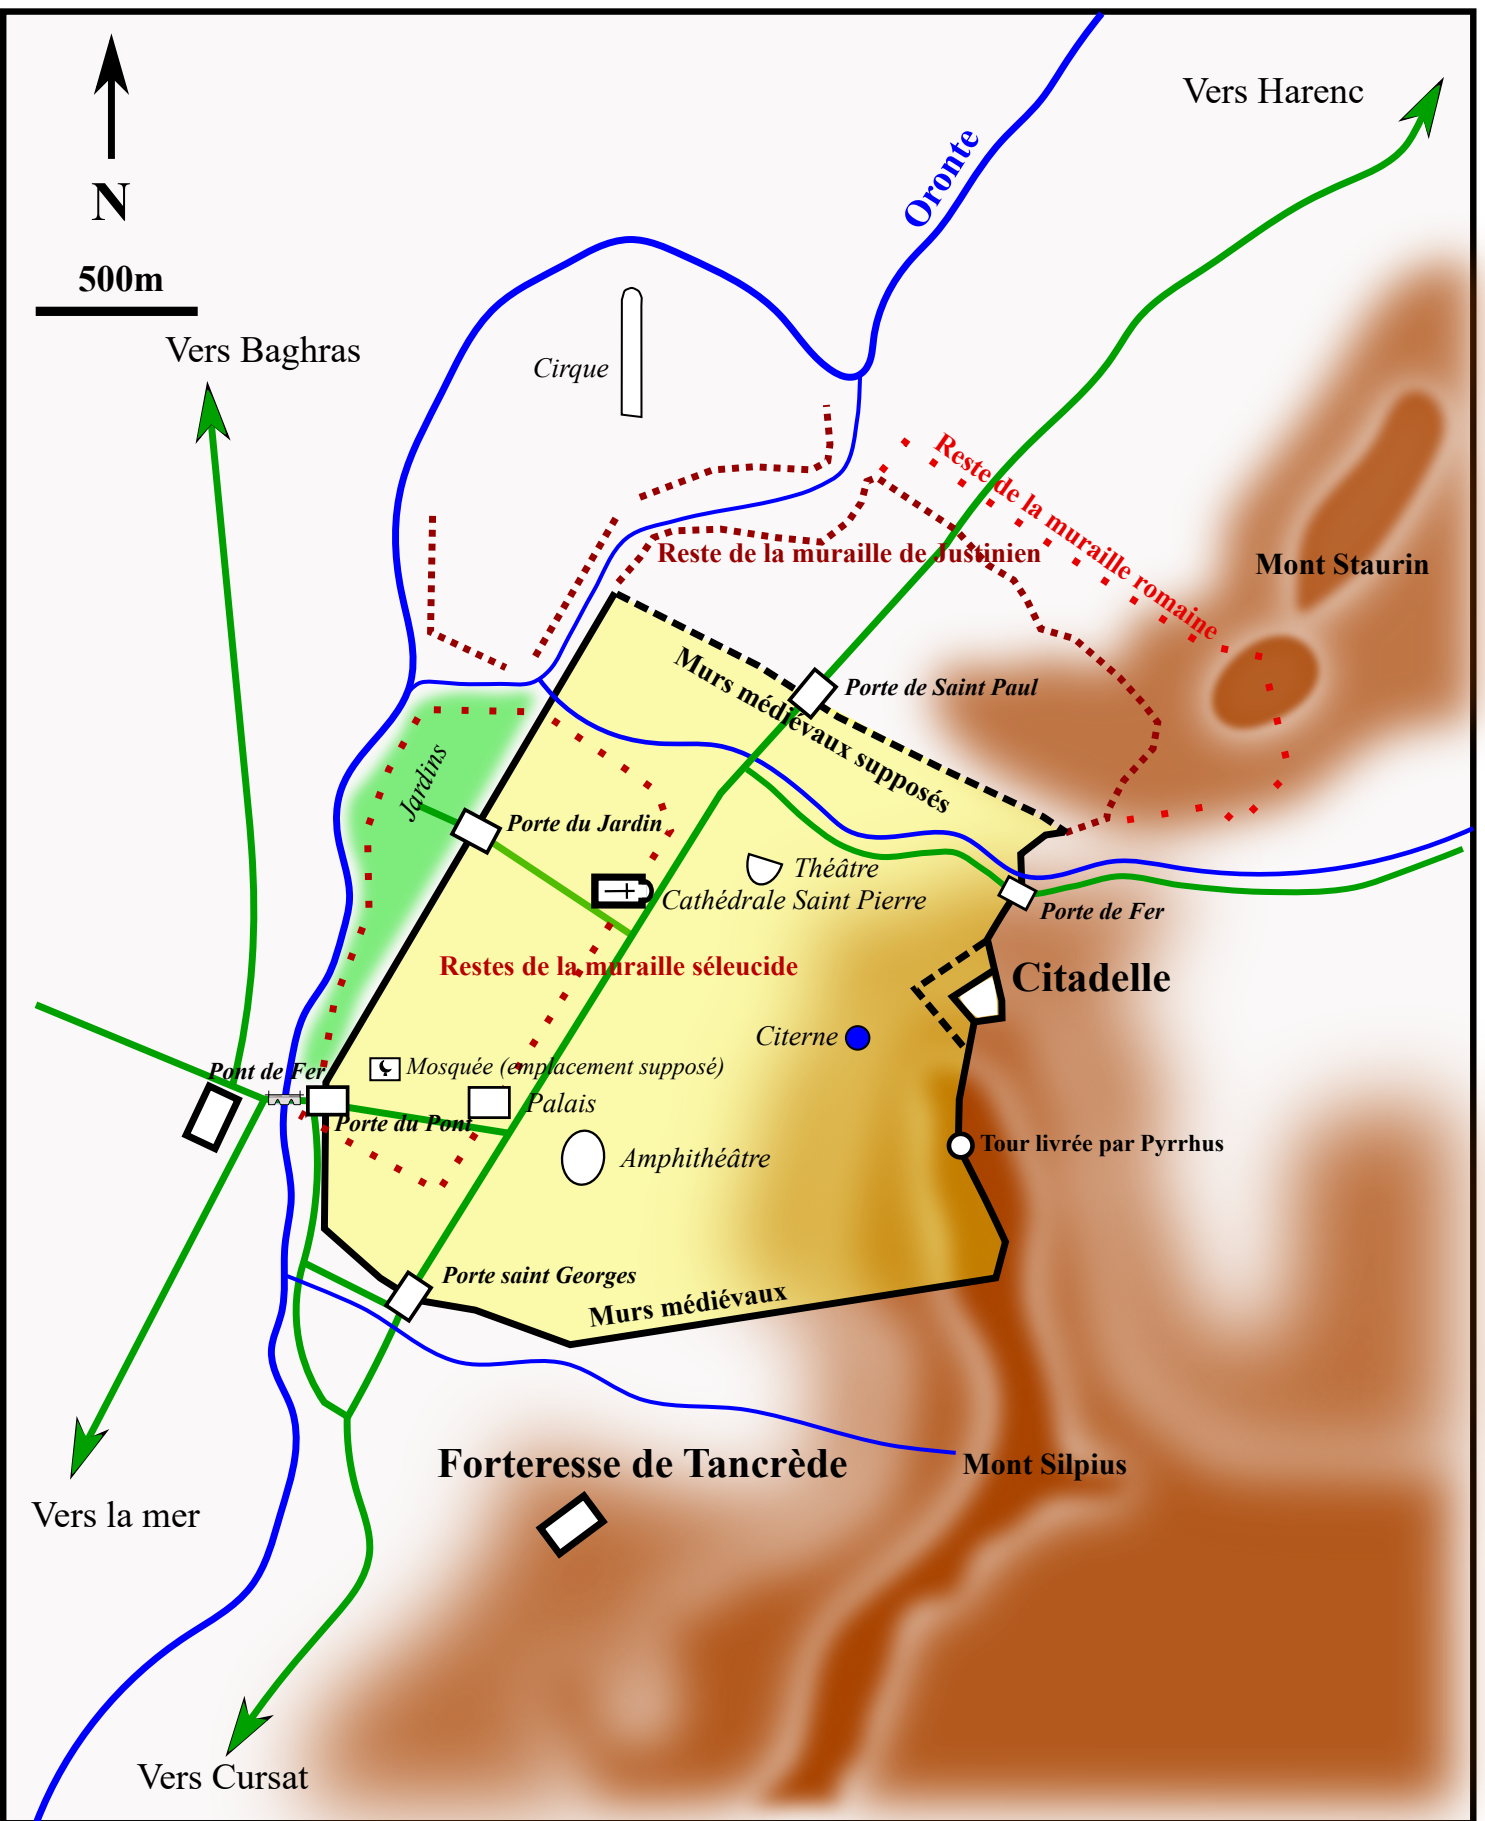 Vers Harenc
Oronte
N
500m
Vers Baghras
Cirque
Reste de la muraille romaine
Reste de la muraille de Justinien
Mont Staurin
Murs médiévaux supposés
Porte de Saint Paul
Jardins
Porte du Jardin
Théâtre
Cathédrale Saint Pierre
Porte de Fer
Restes de la muraille séleucide
Citadelle
Citerne
Pont de Fer
Mosquée (emplacement supposé)
Palais
Porte du Pont
Tour livrée par Pyrrhus
Amphithéâtre
Porte saint Georges
Murs médiévaux
Forteresse de Tancrède
Mont Silpius
Vers la mer
Vers Cursat